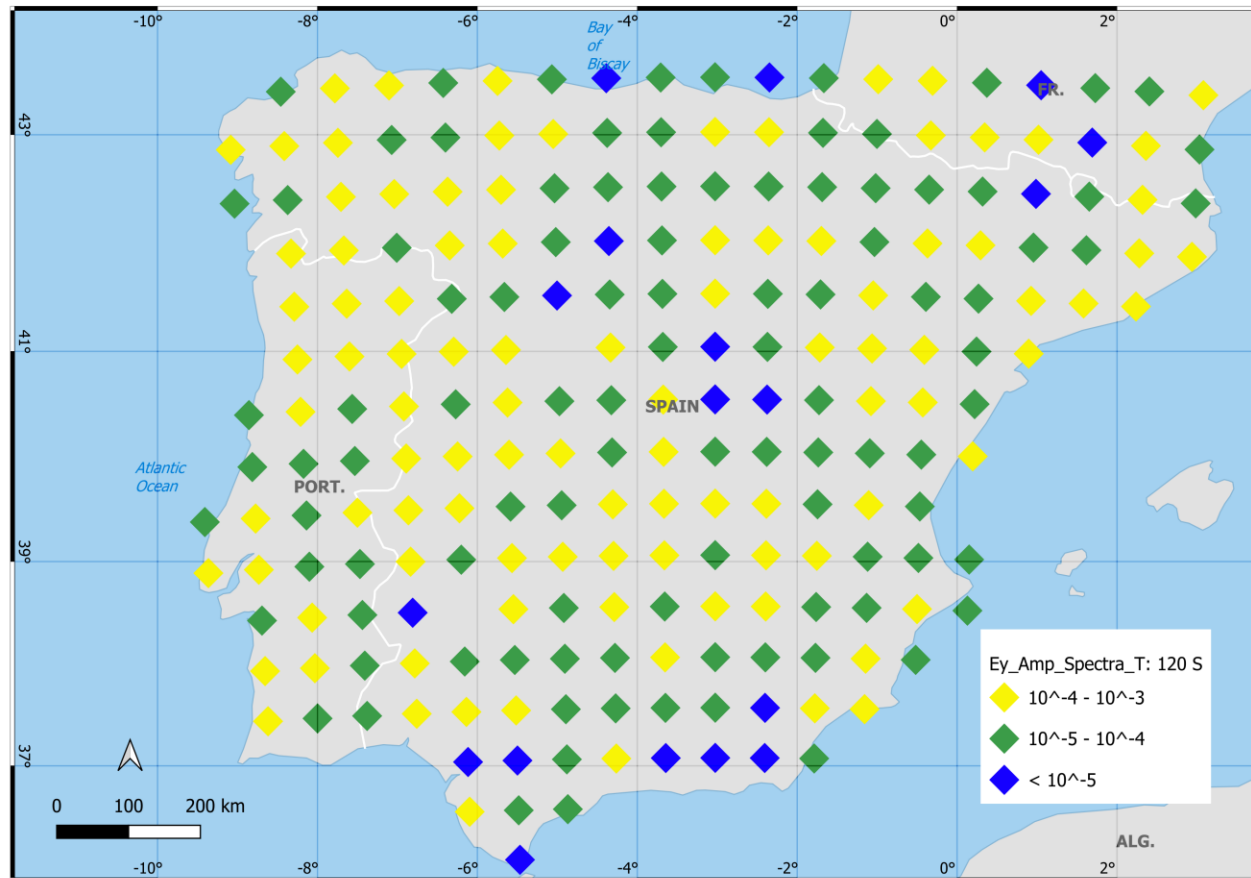 -10° -8° -6° -4° -2° 0° 2°
Bay
of
Biscay
FR.
43°
41°
SPAIN
Atlantic
Ocean
PORT.
39°
Ey_Amp_Spectra_T: 120 S
10^-4 - 10^-3
10^-5 - 10^-4
< 10^-5
37°
0 100 200 km
ALG.
-10° -8° -6° -4° -2° 0° 2°